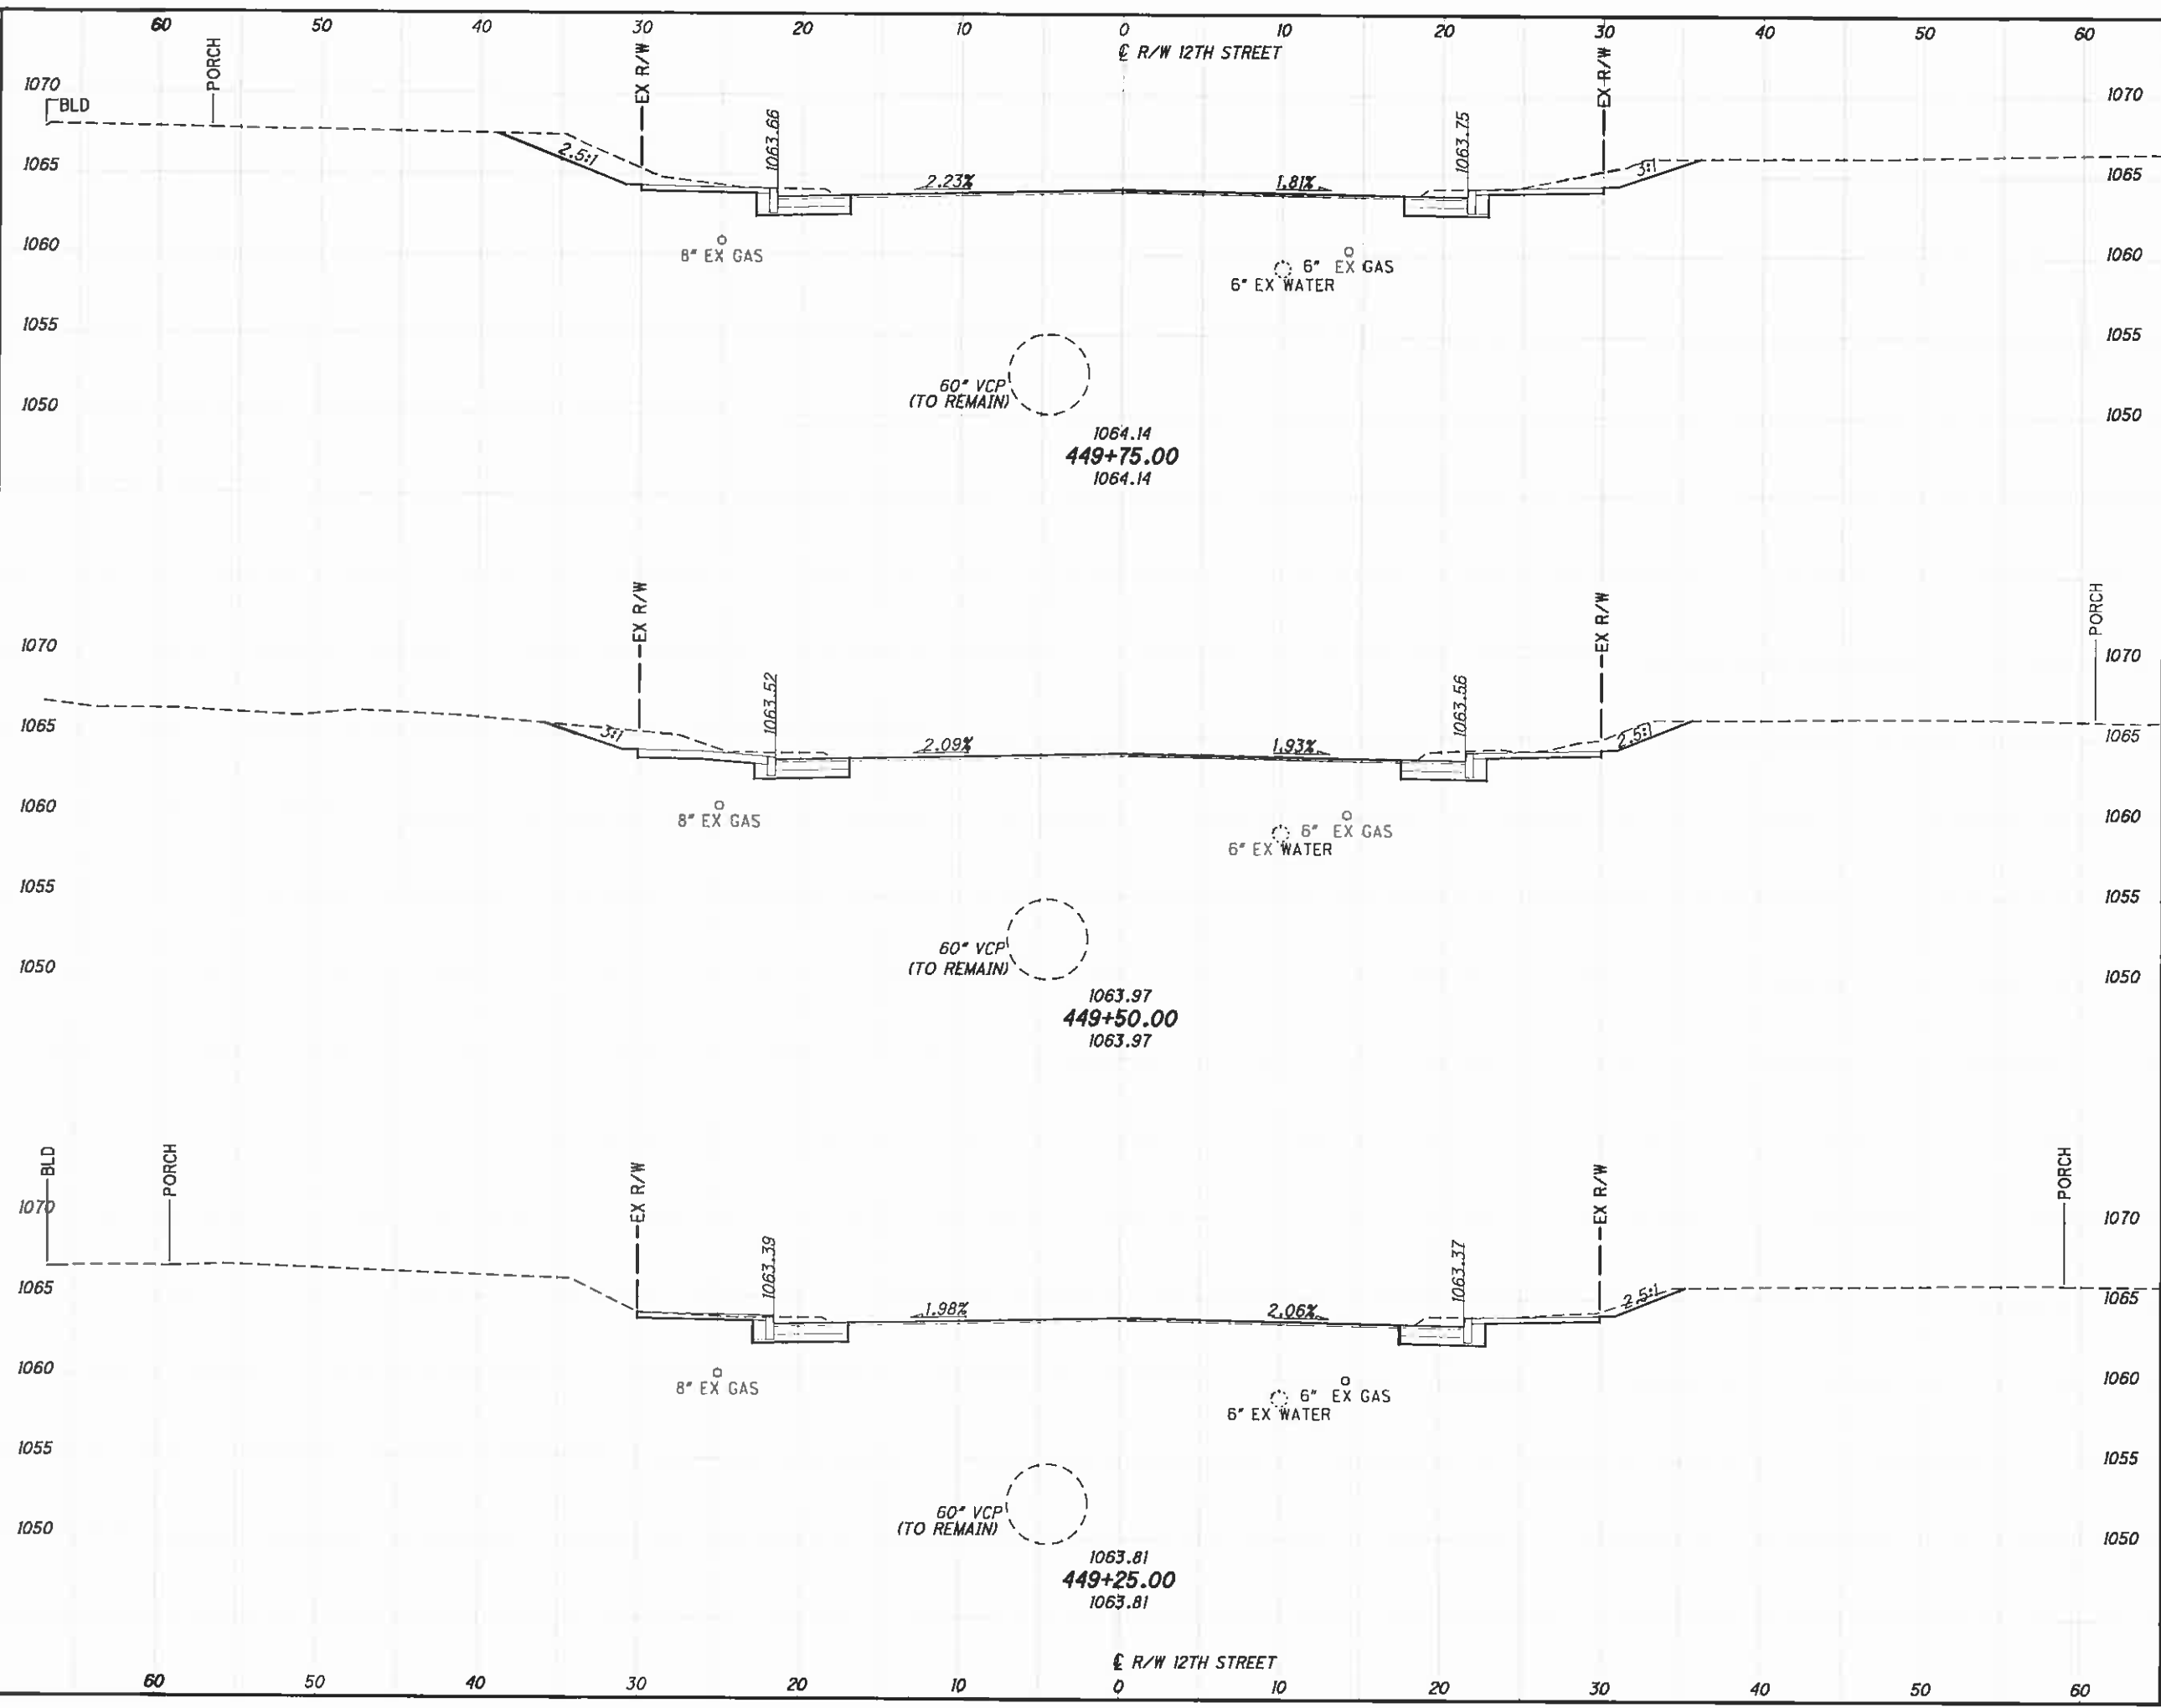 60 50 40 30 20 10 0 10 20 30 40 50 60
℄ R/W 12TH STREET
PORCH
EX R/W
EX R/W
1070
BLD
1070
1063.66
1063.75
1065
2.5:1
2.23%
1.81%
3:1
1065
1060
8" EX GAS
6" EX GAS
6" EX WATER
1060
1055
1055
60" VCP
(TO REMAIN)
1050
1050
1064.14
449+75.00
1064.14
EX R/W
EX R/W
PORCH
1070
1070
1063.52
1063.56
1065
3:1
2.09%
1.93%
2.5:1
1065
1060
8" EX GAS
6" EX GAS
6" EX WATER
1060
1055
1055
60" VCP
(TO REMAIN)
1050
1050
1063.97
449+50.00
1063.97
BLD
PORCH
EX R/W
EX R/W
PORCH
1070
1070
1063.39
1063.37
1065
1.98%
2.06%
2.5:1
1065
1060
8" EX GAS
6" EX GAS
6" EX WATER
1060
1055
1055
60" VCP
(TO REMAIN)
1050
1050
1063.81
449+25.00
1063.81
℄ R/W 12TH STREET
60 50 40 30 20 10 0 10 20 30 40 50 60